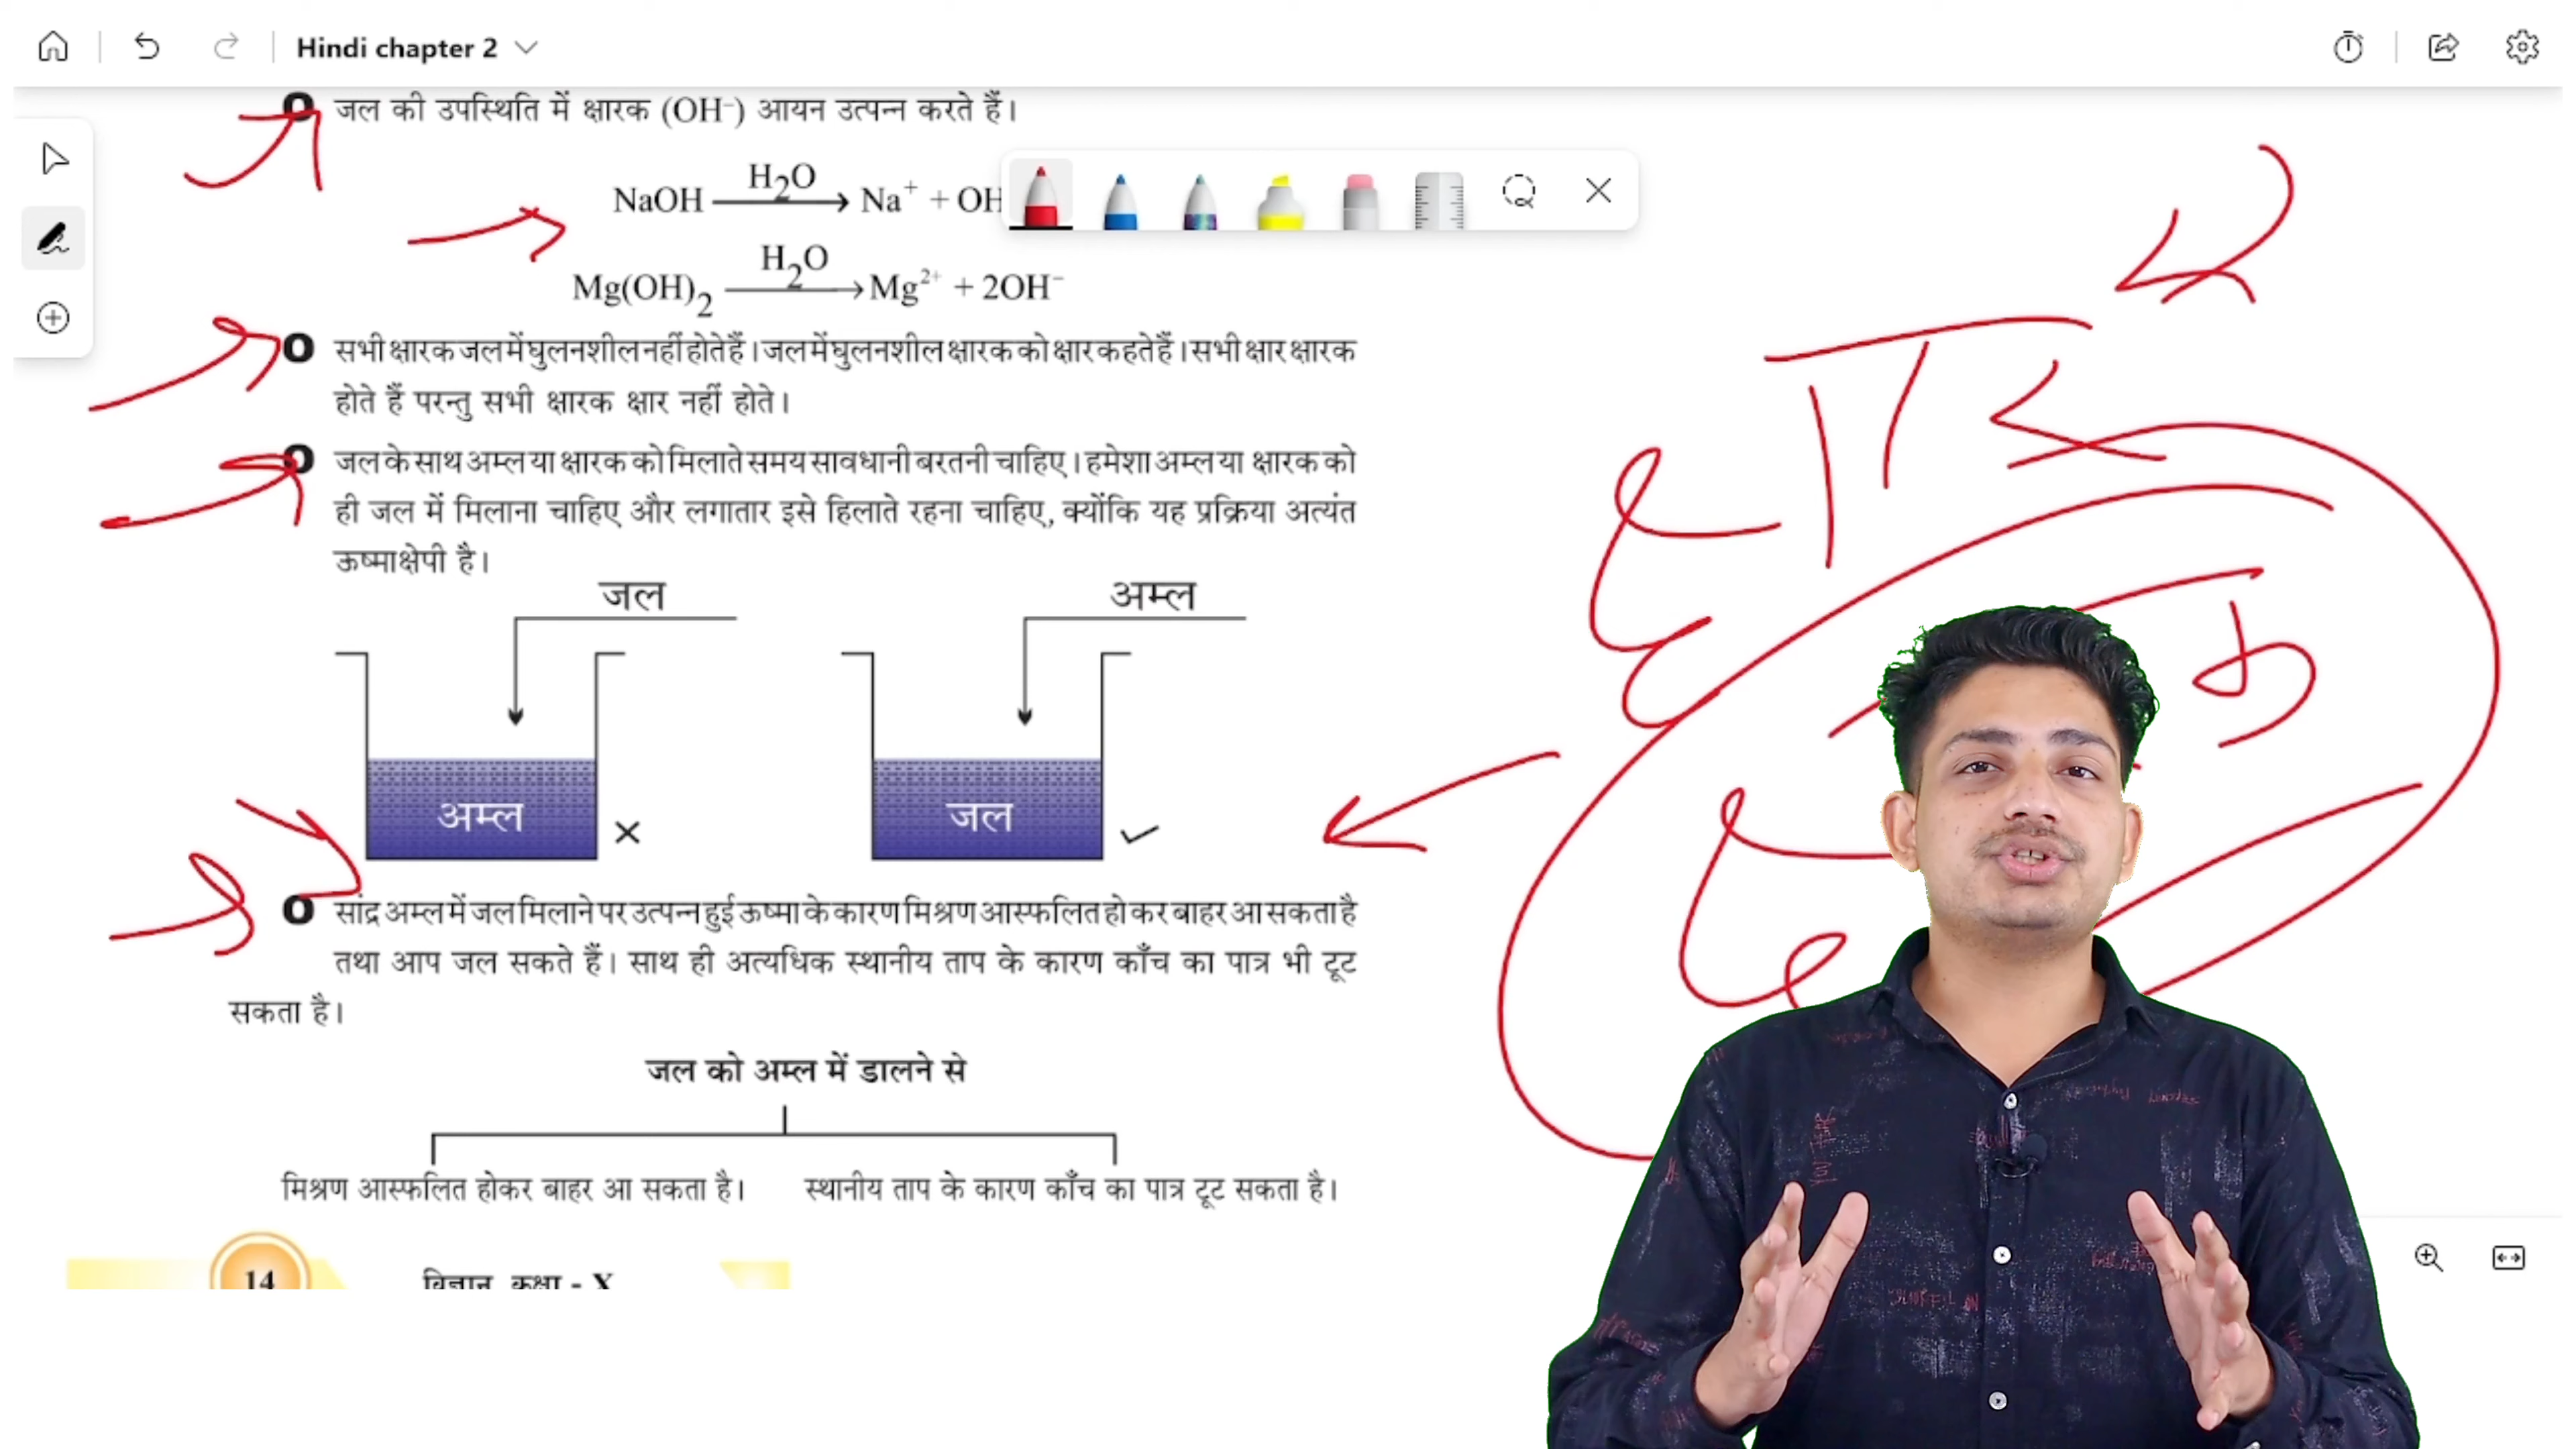 Hindi chapter 2
जल की उपस्थिति में क्षारक (OH⁻) आयन उत्पन्न करते हैं।
H₂O
NaOH ⟶ Na⁺ + OH
H₂O
Mg(OH)₂ ⟶ Mg²⁺ + 2OH⁻
सभी क्षारक जल में घुलनशील नहीं होते हैं। जल में घुलनशील क्षारक को क्षार कहते हैं। सभी क्षार क्षारक
होते हैं परन्तु सभी क्षारक क्षार नहीं होते।
जल के साथ अम्ल या क्षारक को मिलाते समय सावधानी बरतनी चाहिए। हमेशा अम्ल या क्षारक को
ही जल में मिलाना चाहिए और लगातार इसे हिलाते रहना चाहिए, क्योंकि यह प्रक्रिया अत्यंत
ऊष्माक्षेपी है।
जल अम्ल
अम्ल × जल ✓
सांद्र अम्ल में जल मिलाने पर उत्पन्न हुई ऊष्मा के कारण मिश्रण आस्फलित होकर बाहर आ सकता है
तथा आप जल सकते हैं। साथ ही अत्यधिक स्थानीय ताप के कारण काँच का पात्र भी टूट
सकता है।
जल को अम्ल में डालने से
मिश्रण आस्फलित होकर बाहर आ सकता है। स्थानीय ताप के कारण काँच का पात्र टूट सकता है।
14 विज्ञान, कक्षा - X